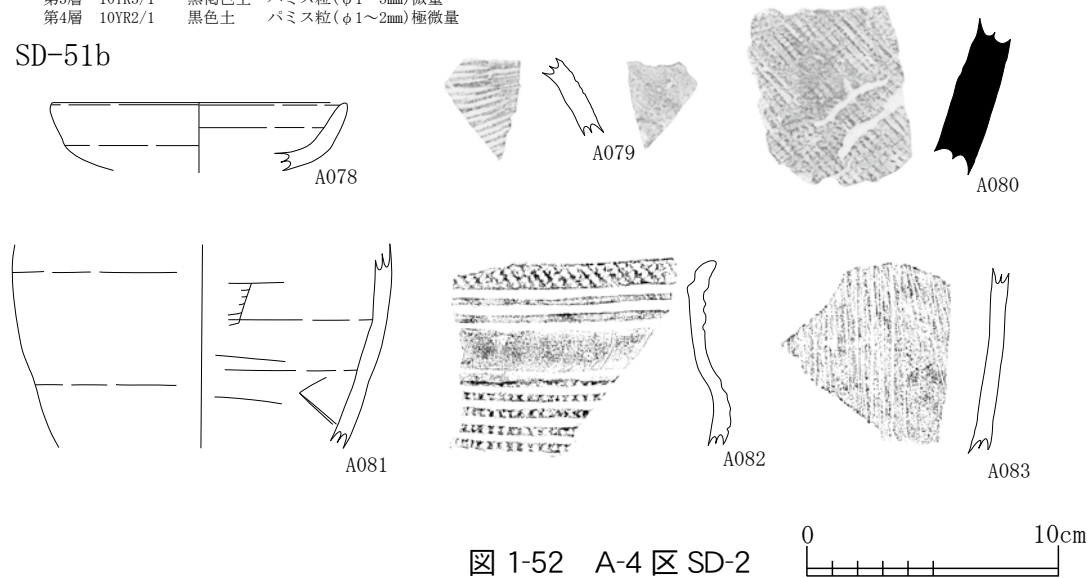 第3層 10YR3/1 黒褐色土 パミス粒(φ1~3mm)微量
第4層 10YR2/1 黒色土 パミス粒(φ1~2mm)極微量
SD-51b
A078
A079
A080
A081
A082
A083
図 1-52 A-4 区 SD-2
0 10cm